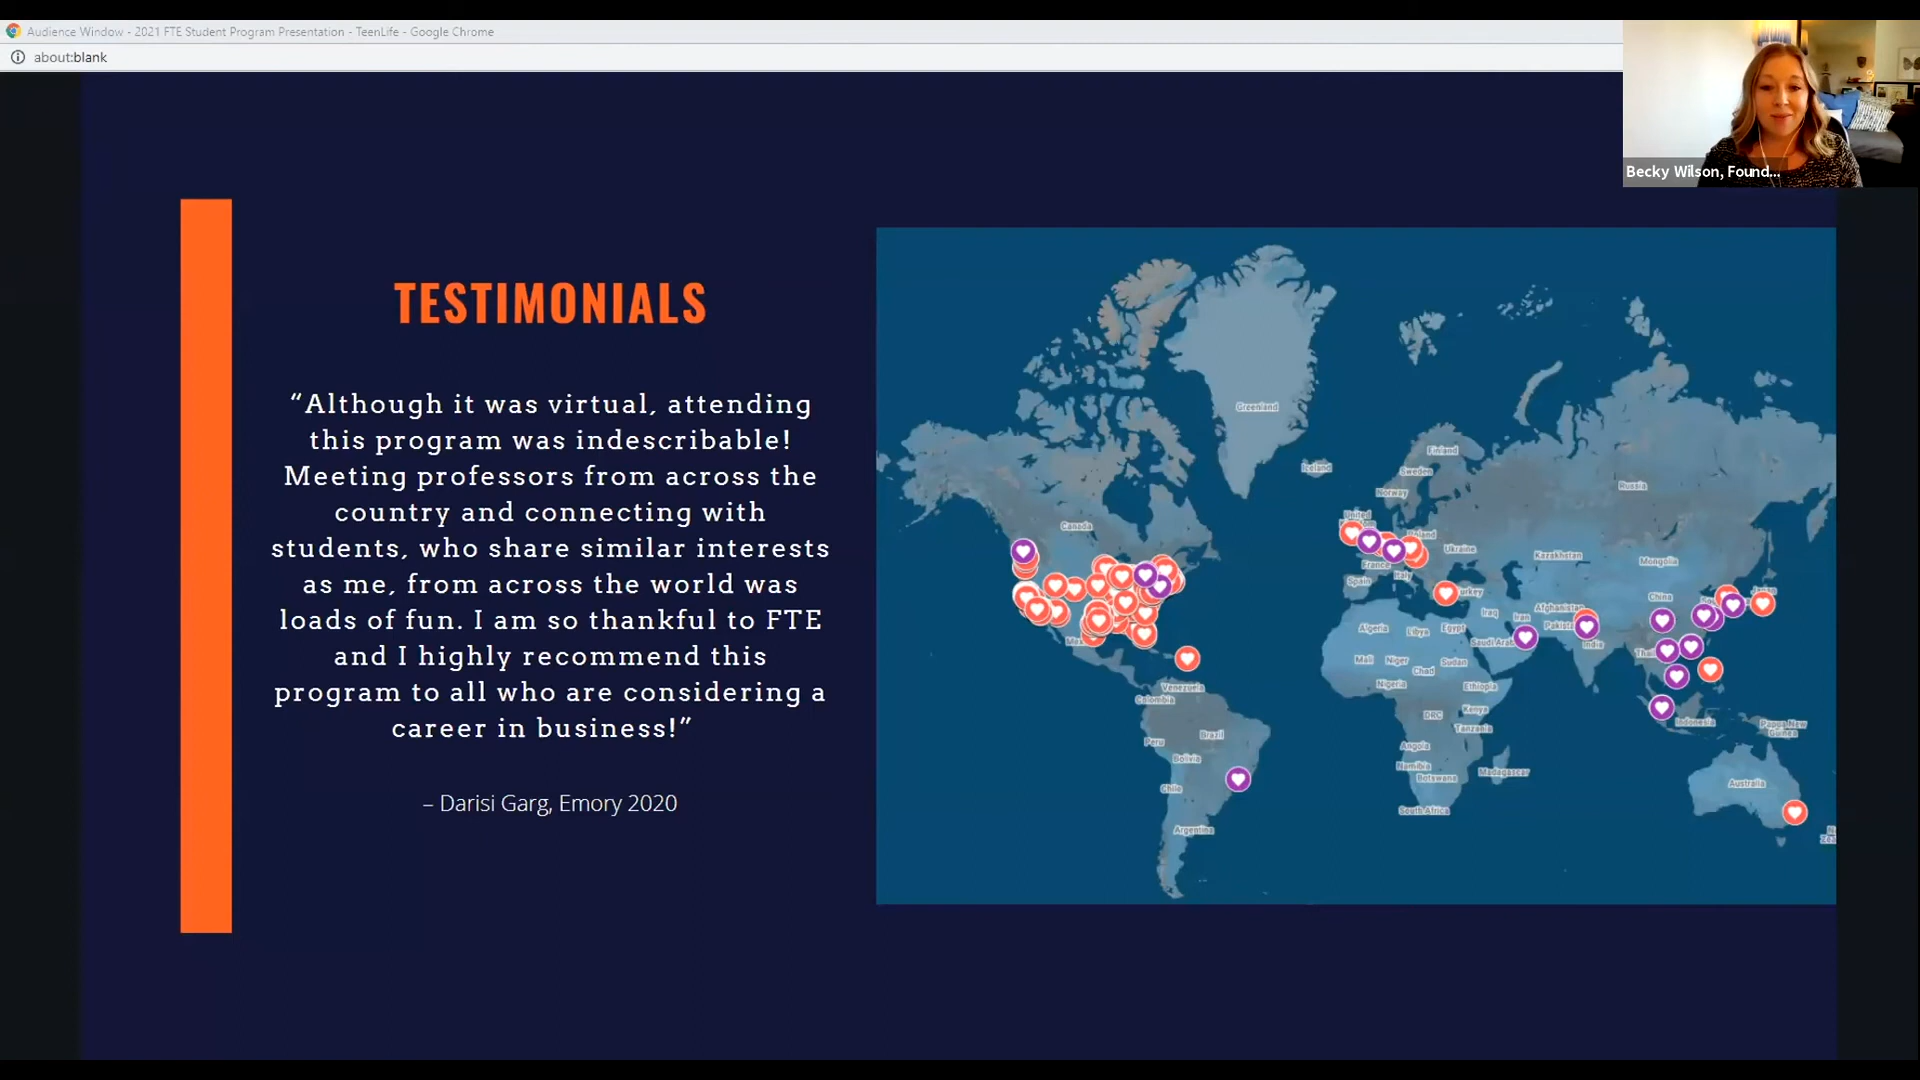 Audience Window - 2021 FTE Student Program Presentation - TeenLife - Google Chrome
about:blank
Becky Wilson, Found...
TESTIMONIALS
“Although it was virtual, attending
this program was indescribable!
Meeting professors from across the
country and connecting with
students, who share similar interests
as me, from across the world was
loads of fun. I am so thankful to FTE
and I highly recommend this
program to all who are considering a
career in business!”
– Darisi Garg, Emory 2020
Greenland
Iceland
Finland
Sweden
Norway
Russia
Canada
United
Ukraine
Kazakhstan
Mongolia
France
Italy
Spain
China
Iraq
Iran
Afghanistan
Algeria
Libya
Egypt
India
Mali
Niger
Chad
Sudan
Nigeria
Ethiopia
Venezuela
Colombia
DRC
Kenya
Tanzania
Indonesia
Papua New
Guinea
Peru
Brazil
Bolivia
Angola
Namibia
Botswana
Madagascar
Chile
South Africa
Australia
Argentina